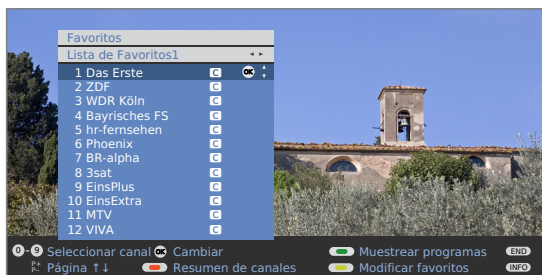 Favoritos
Lista de Favoritos1
1 Das Erste C OK
2 ZDF C
3 WDR Köln C
4 Bayrisches FS C
5 hr-fernsehen C
6 Phoenix C
7 BR-alpha C
8 3sat C
9 EinsPlus C
10 EinsExtra C
11 MTV C
12 VIVA C
0-9 Seleccionar canal OK Cambiar Muestrear programas END
P+ P- Página ↑↓ Resumen de canales Modificar favoritos INFO